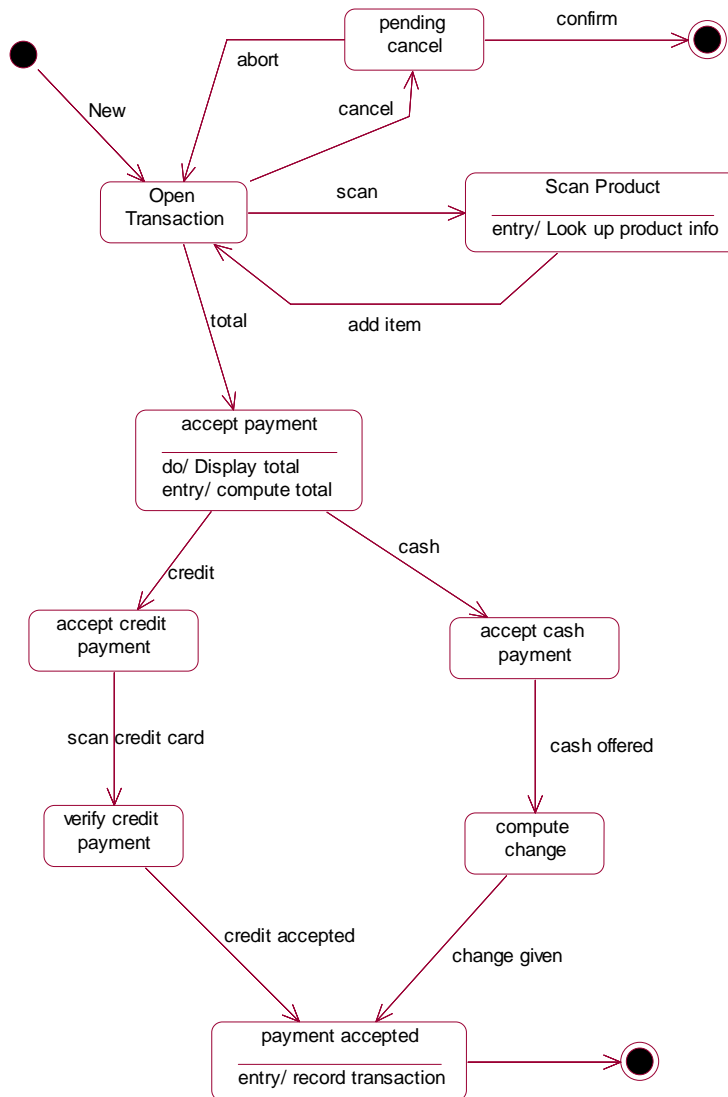 pending
cancel
confirm
abort
New
cancel
Open
Transaction
scan
Scan Product
entry/ Look up product info
add item
total
accept payment
do/ Display total
entry/ compute total
credit
cash
accept credit
payment
accept cash
payment
scan credit card
cash offered
verify credit
payment
compute
change
credit accepted
change given
payment accepted
entry/ record transaction